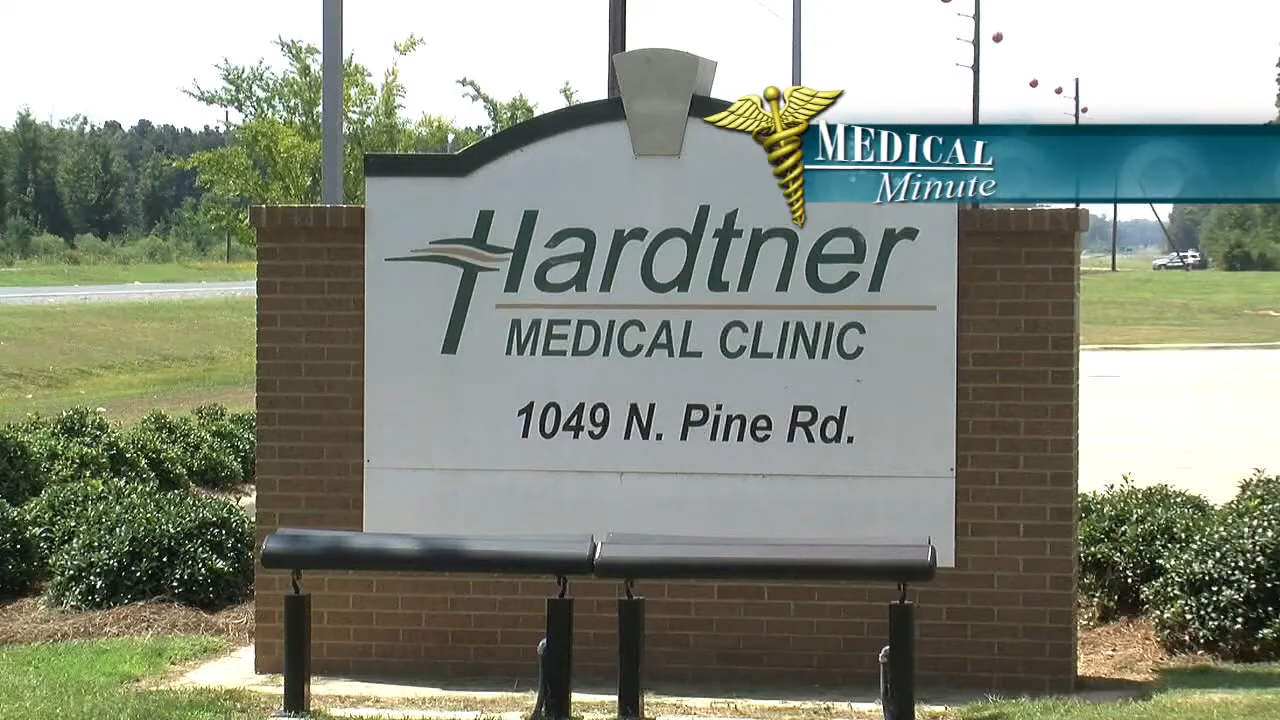 MEDICAL
Minute
Hardtner
MEDICAL CLINIC
1049 N. Pine Rd.